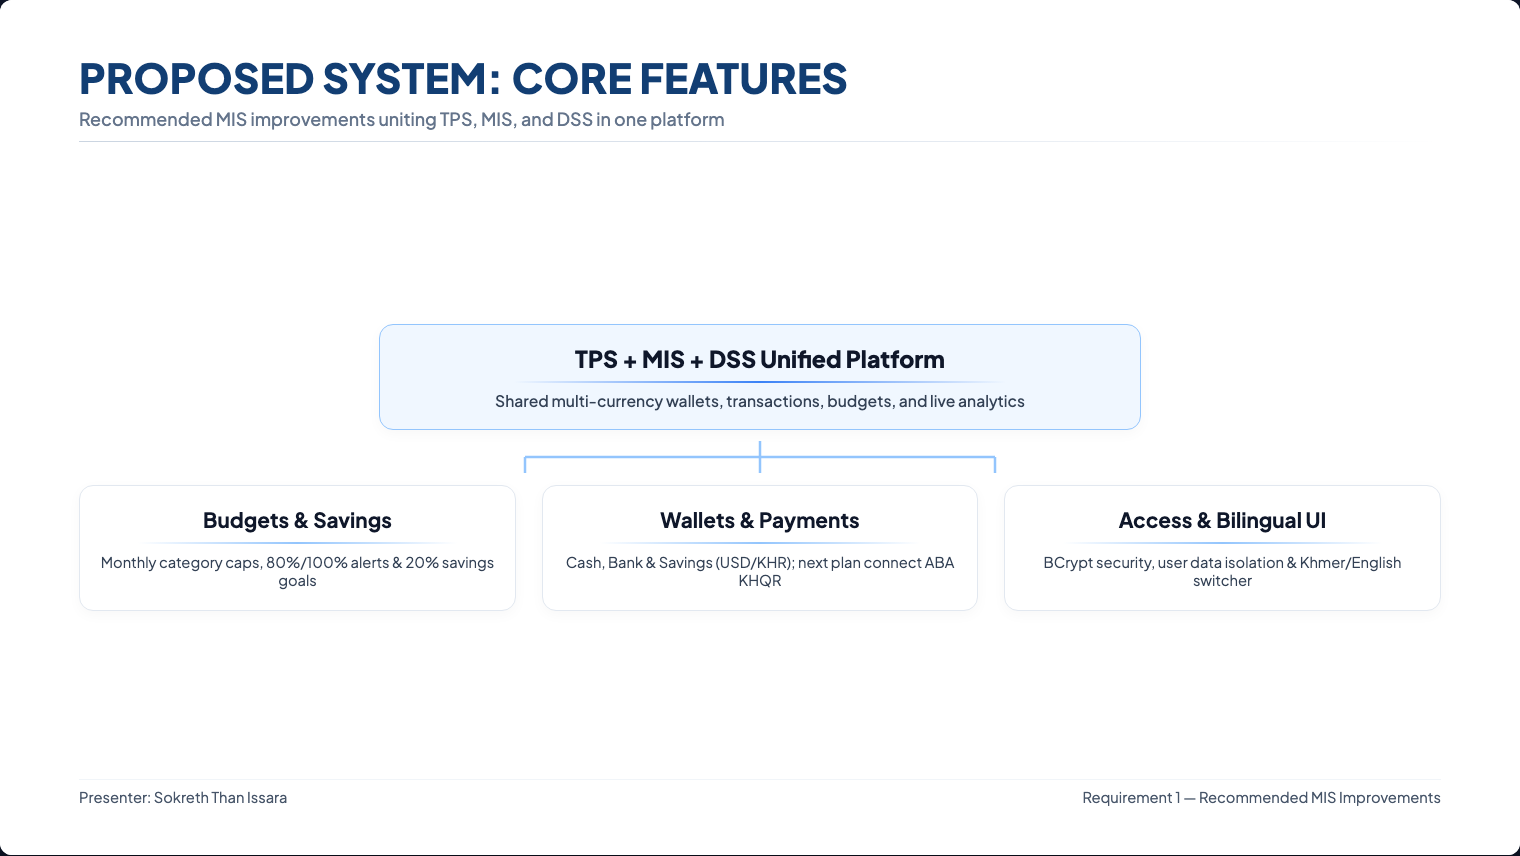 PROPOSED SYSTEM: CORE FEATURES
Recommended MIS improvements uniting TPS, MIS, and DSS in one platform
TPS + MIS + DSS Unified Platform
Shared multi-currency wallets, transactions, budgets, and live analytics
Budgets & Savings
Monthly category caps, 80%/100% alerts & 20% savings
goals
Wallets & Payments
Cash, Bank & Savings (USD/KHR); next plan connect ABA
KHQR
Access & Bilingual UI
BCrypt security, user data isolation & Khmer/English
switcher
Presenter: Sokreth Than Issara
Requirement 1 — Recommended MIS Improvements